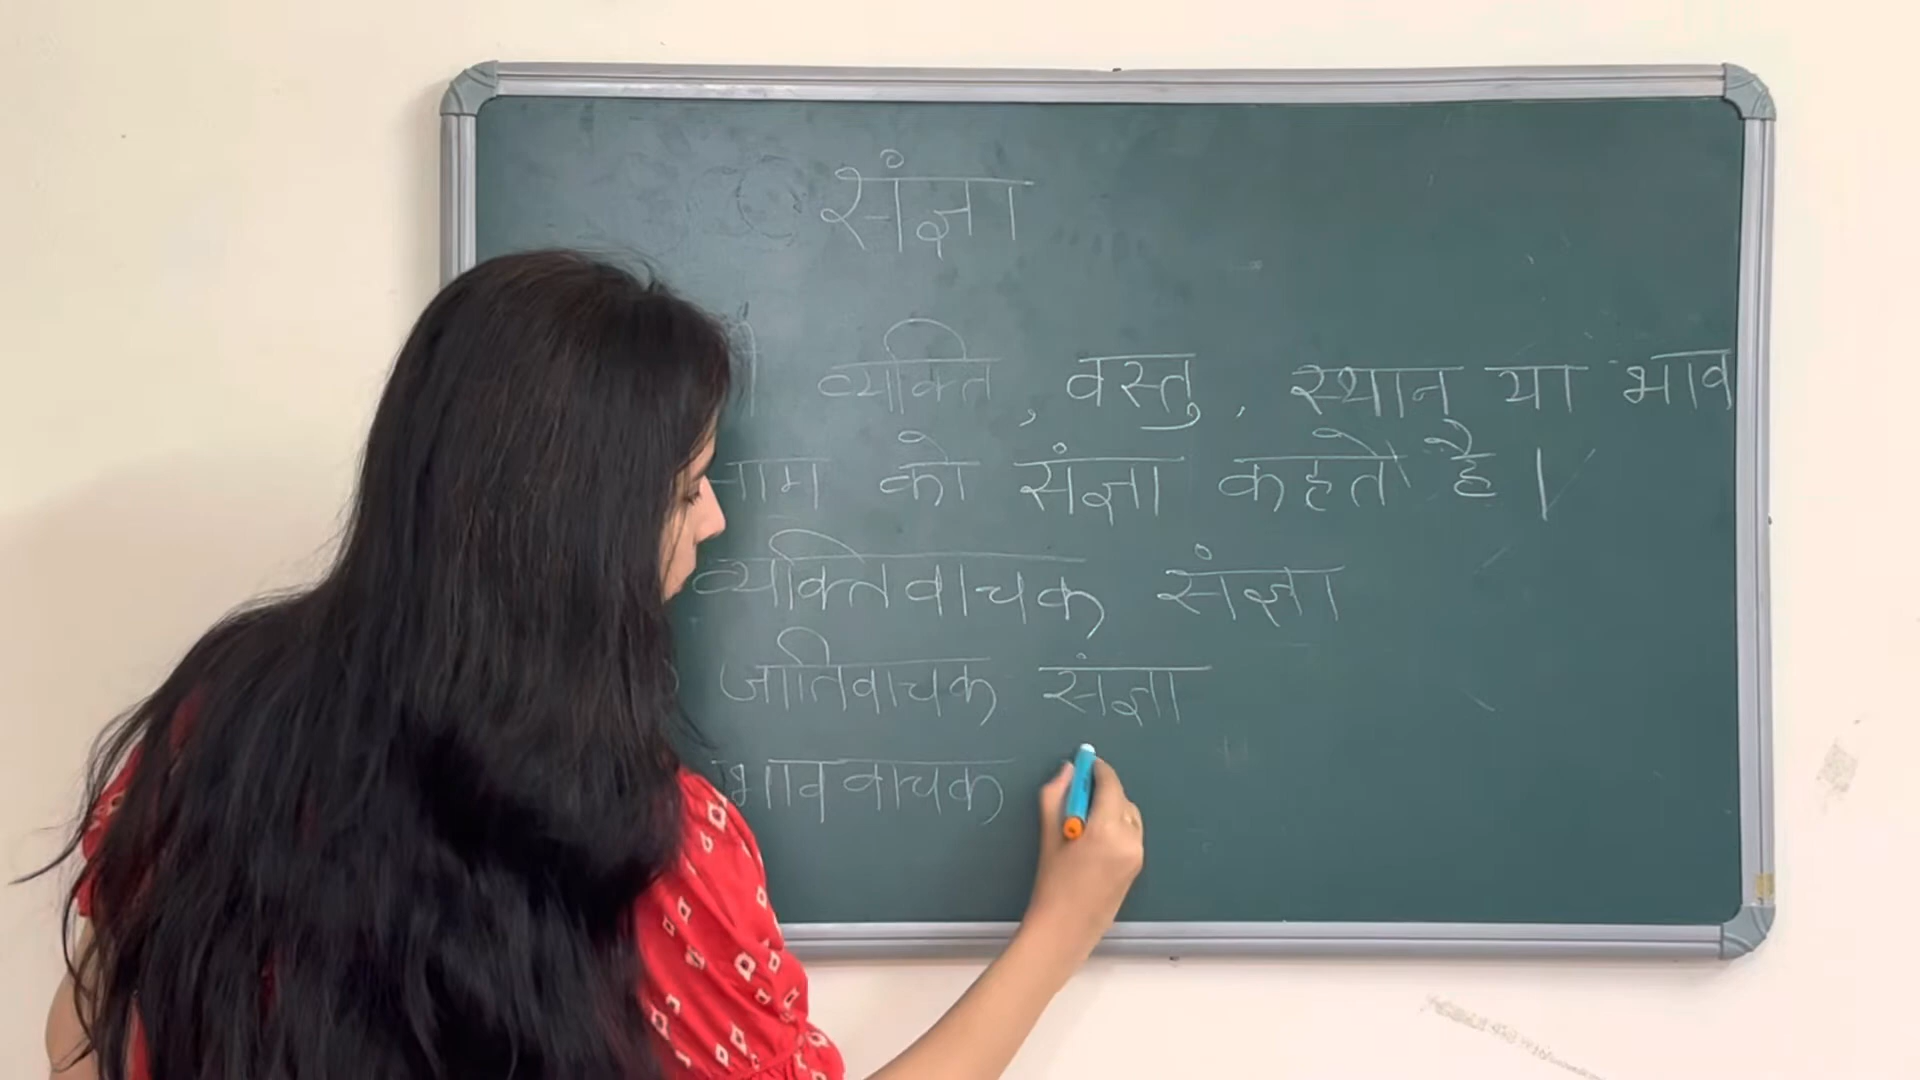 संज्ञा
व्यक्ति, वस्तु, स्थान या भाव
नाम को संज्ञा कहते है।
व्यक्तिवाचक संज्ञा
जातिवाचक संज्ञा
भाववाचक